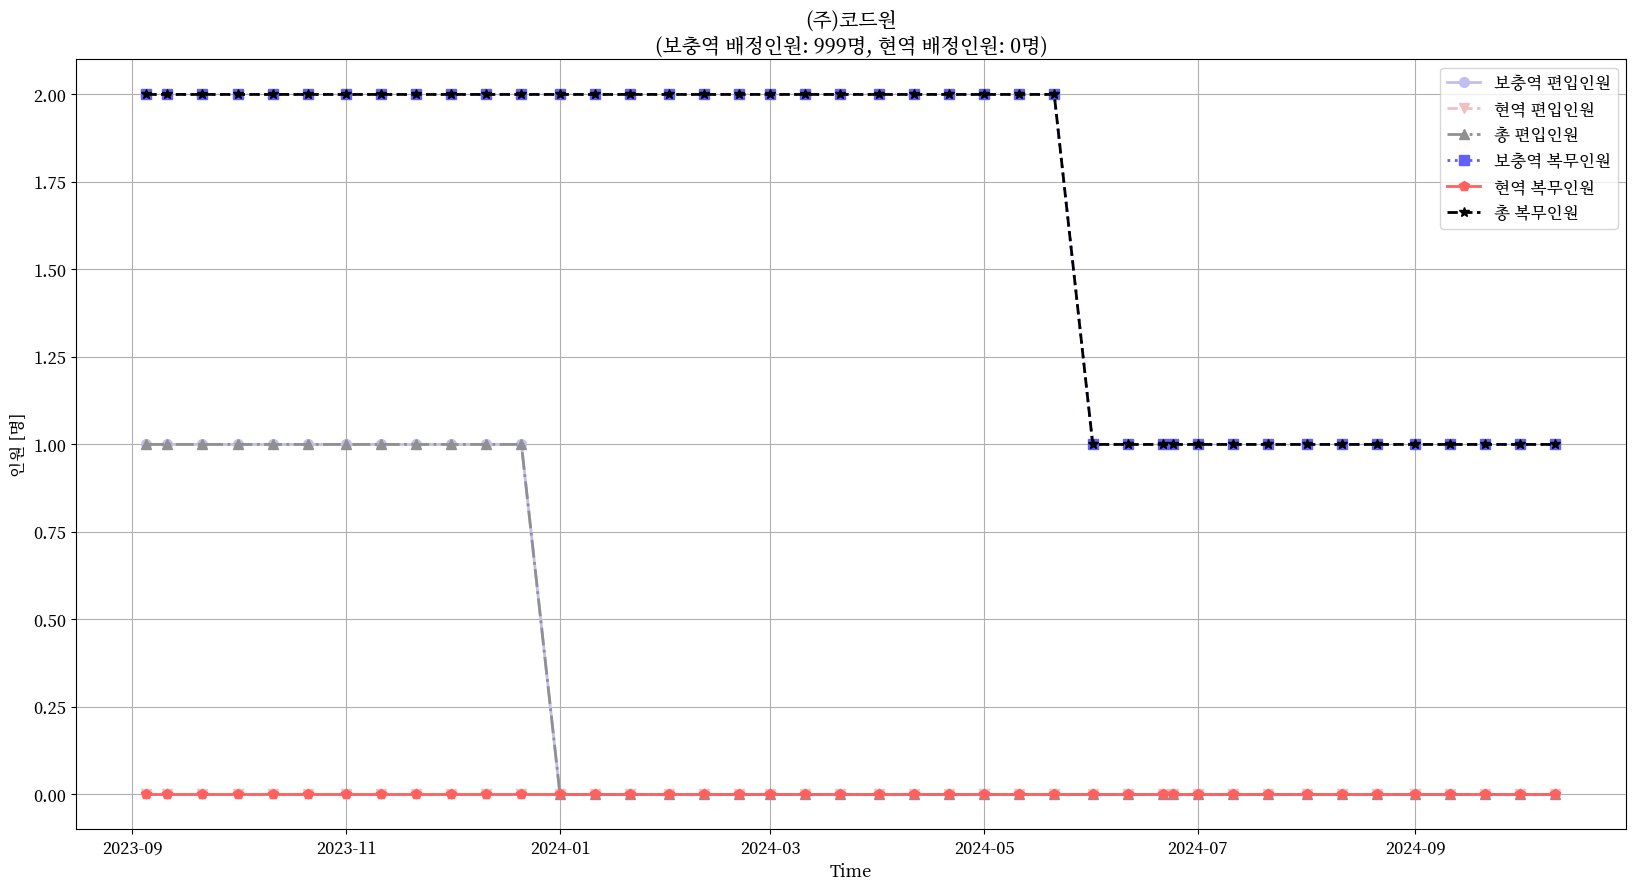 (주)코드원
(보충역 배정인원: 999명, 현역 배정인원: 0명)
보충역 편입인원
현역 편입인원
총 편입인원
보충역 복무인원
현역 복무인원
총 복무인원
인원 [명]
2.00
1.75
1.50
1.25
1.00
0.75
0.50
0.25
0.00
2023-09 2023-11 2024-01 2024-03 2024-05 2024-07 2024-09
Time